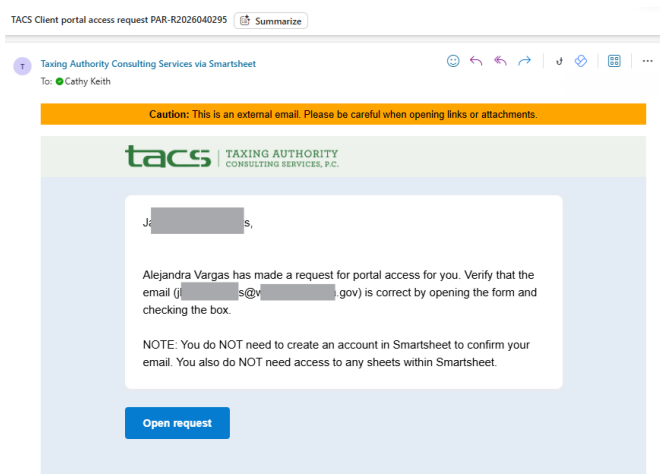 TACS Client portal access request PAR-R2026040295 Summarize
T
Taxing Authority Consulting Services via Smartsheet
To: Cathy Keith
Caution: This is an external email. Please be careful when opening links or attachments.
tacs TAXING AUTHORITY
CONSULTING SERVICES, P.C.
s,
Alejandra Vargas has made a request for portal access for you. Verify that the
email (j s@ .gov) is correct by opening the form and
checking the box.
NOTE: You do NOT need to create an account in Smartsheet to confirm your
email. You also do NOT need access to any sheets within Smartsheet.
Open request